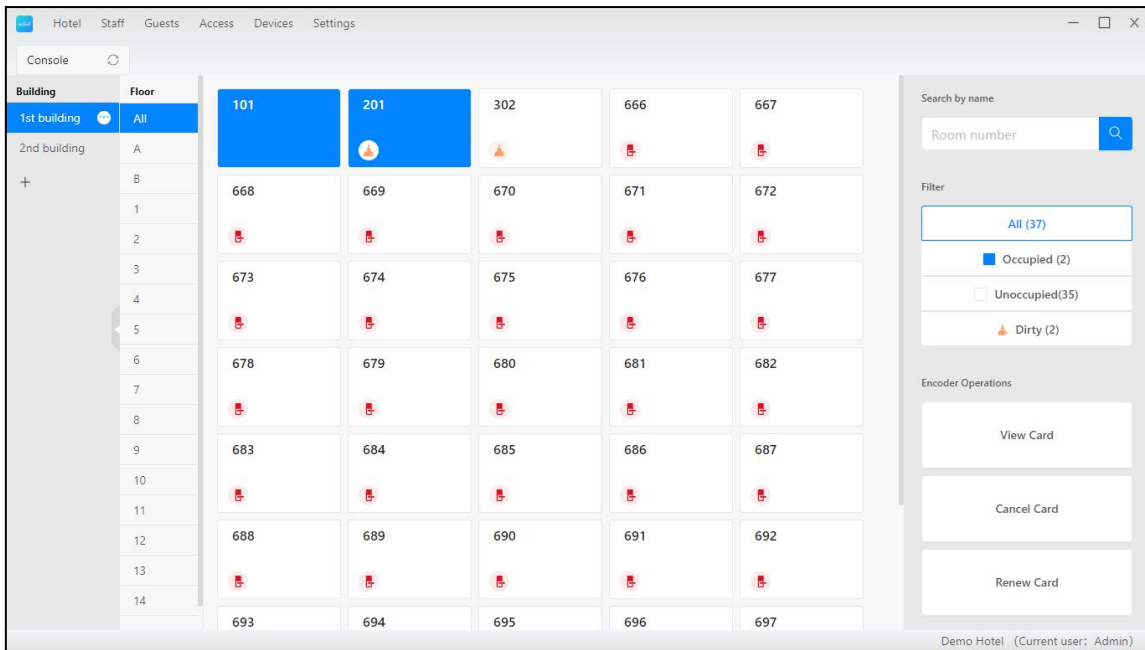 Hotel Staff Guests Access Devices Settings
Console
Building
1st building
2nd building
Floor
All
A
B
1
2
3
4
5
6
7
8
9
10
11
12
13
14
101 201 302 666 667
668 669 670 671 672
673 674 675 676 677
678 679 680 681 682
683 684 685 686 687
688 689 690 691 692
693 694 695 696 697
Search by name
Room number
Filter
All (37)
Occupied (2)
Unoccupied(35)
Dirty (2)
Encoder Operations
View Card
Cancel Card
Renew Card
Demo Hotel (Current user: Admin)